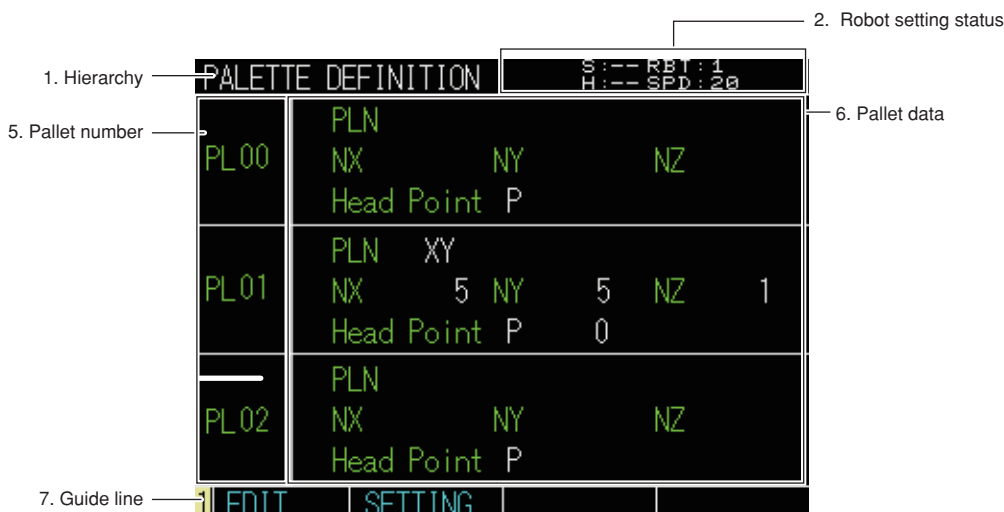 2. Robot setting status
1. Hierarchy
PALETTE DEFINITION
S:-- RBT:1
H:-- SPD:20
5. Pallet number
6. Pallet data
PL00
PLN
NX NY NZ
Head Point P
PL01
PLN XY
NX 5 NY 5 NZ 1
Head Point P 0
PL02
PLN
NX NY NZ
Head Point P
7. Guide line
1 EDIT SETTING